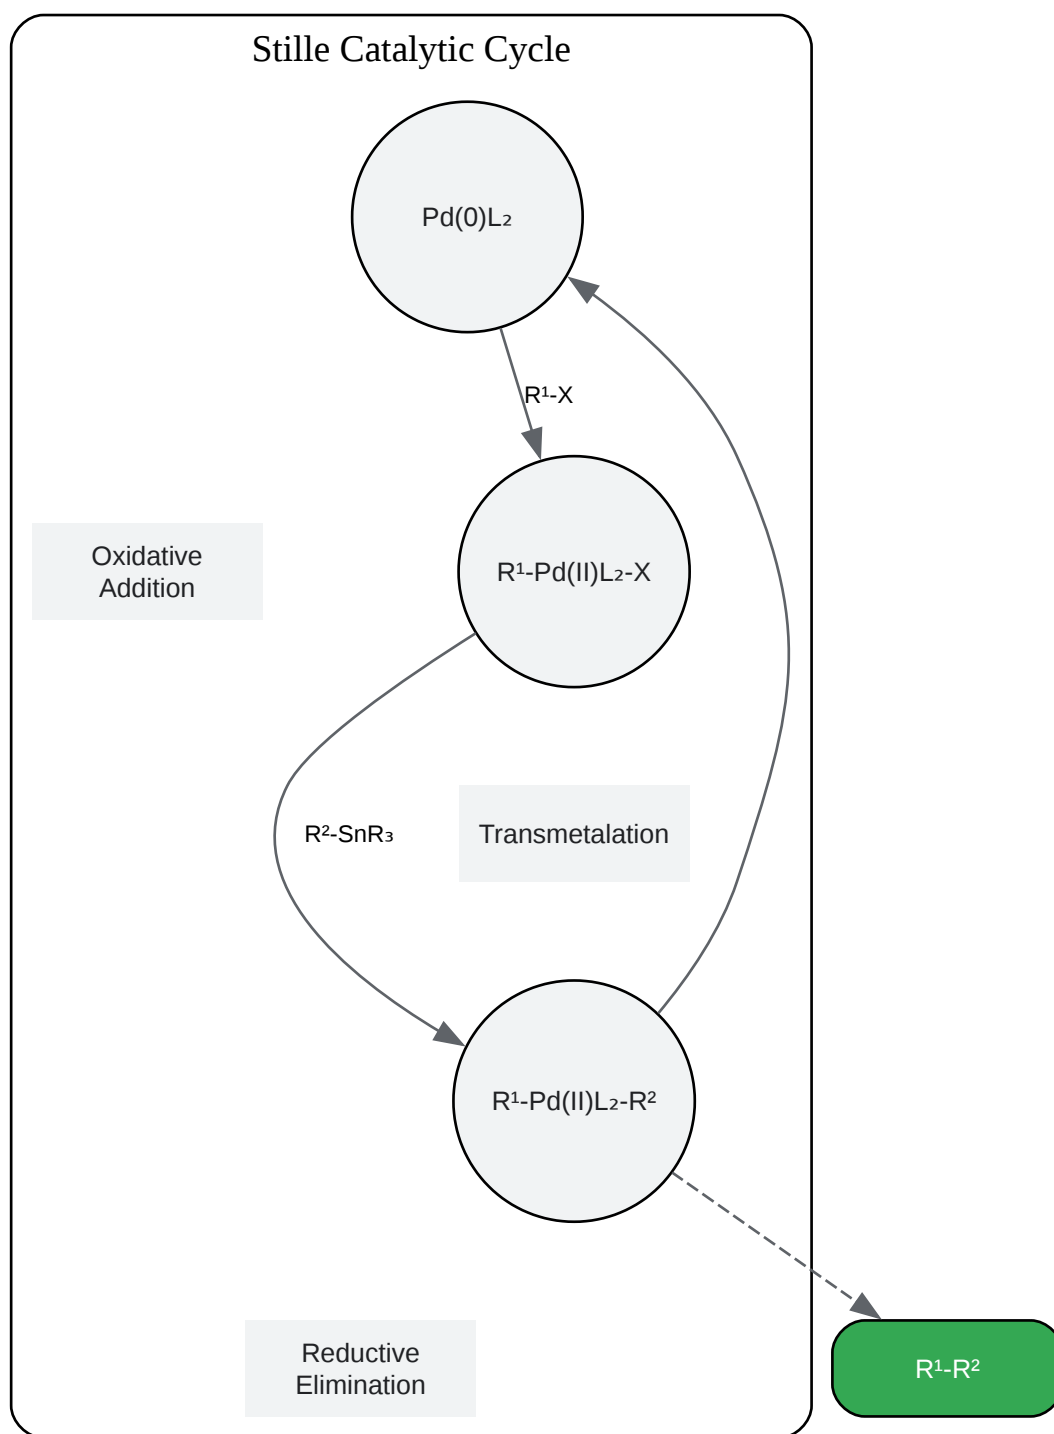 Stille Catalytic Cycle
Pd(0)L₂
R¹-X
Oxidative
Addition
R¹-Pd(II)L₂-X
R²-SnR₃
Transmetalation
R¹-Pd(II)L₂-R²
Reductive
Elimination
R¹-R²